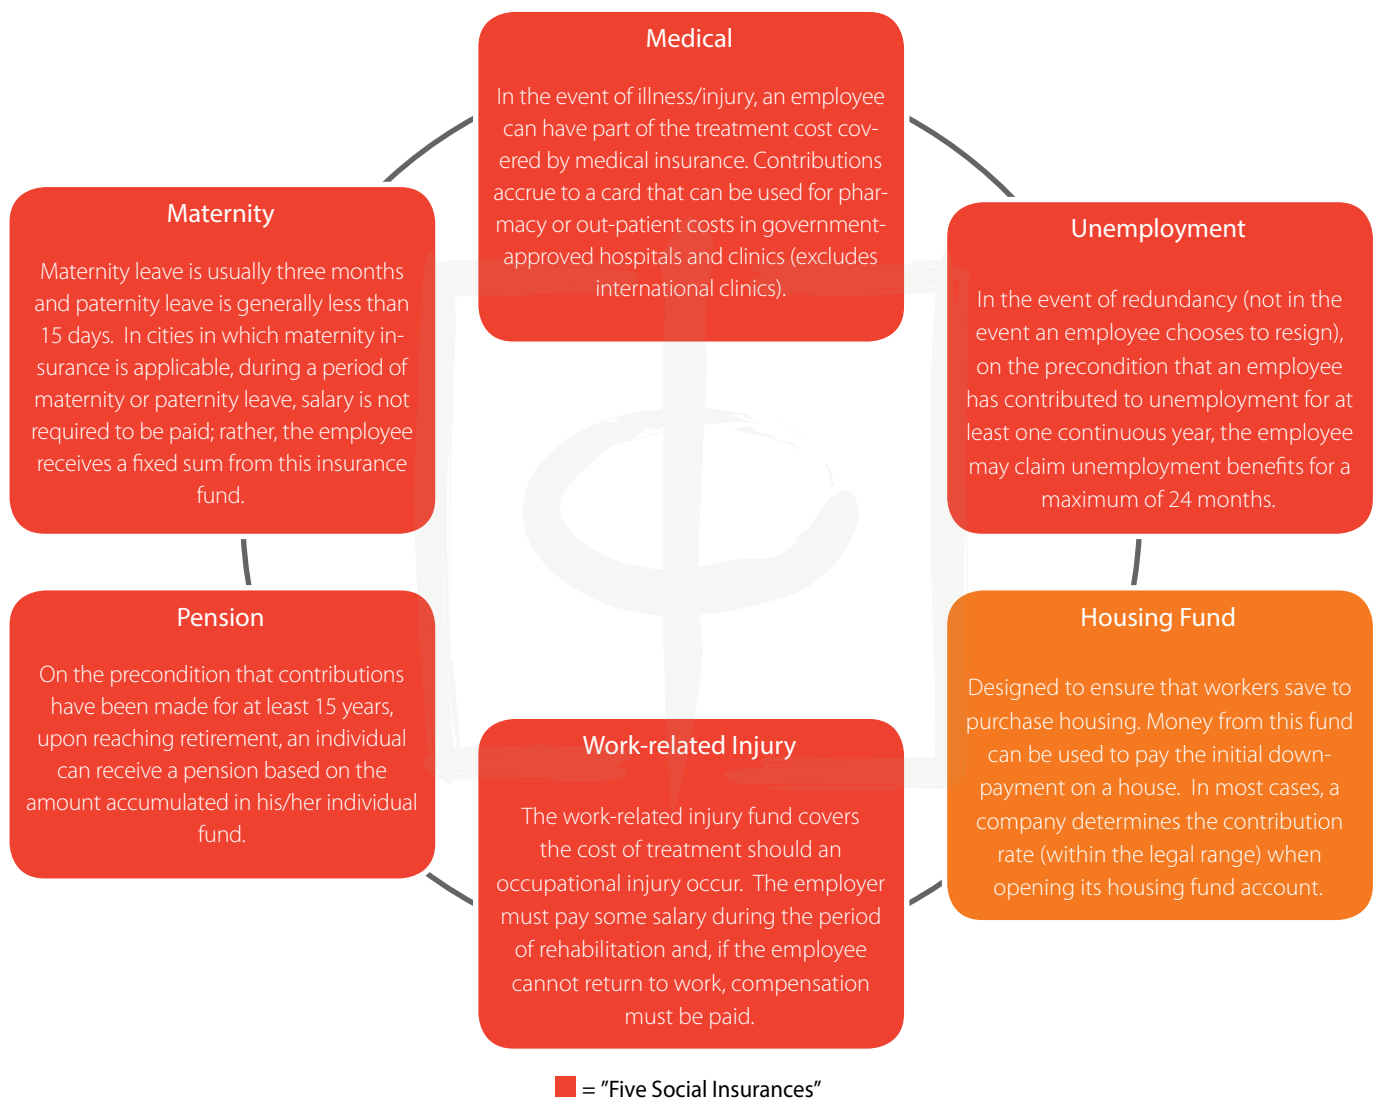 Medical
In the event of illness/injury, an employee
can have part of the treatment cost cov-
ered by medical insurance. Contributions
accrue to a card that can be used for phar-
macy or out-patient costs in government-
approved hospitals and clinics (excludes
international clinics).
Maternity
Maternity leave is usually three months
and paternity leave is generally less than
15 days.  In cities in which maternity in-
surance is applicable, during a period of
maternity or paternity leave, salary is not
required to be paid; rather, the employee
receives a fixed sum from this insurance
fund.
Unemployment
In the event of redundancy (not in the
event an employee chooses to resign),
on the precondition that an employee
has contributed to unemployment for at
least one continuous year, the employee
may claim unemployment benefits for a
maximum of 24 months.
Pension
On the precondition that contributions
have been made for at least 15 years,
upon reaching retirement, an individual
can receive a pension based on the
amount accumulated in his/her individual
fund.
Housing Fund
Designed to ensure that workers save to
purchase housing. Money from this fund
can be used to pay the initial down-
payment on a house.  In most cases, a
company determines the contribution
rate (within the legal range) when
opening its housing fund account.
Work-related Injury
The work-related injury fund covers
the cost of treatment should an
occupational injury occur.  The employer
must pay some salary during the period
of rehabilitation and, if the employee
cannot return to work, compensation
must be paid.
= "Five Social Insurances"